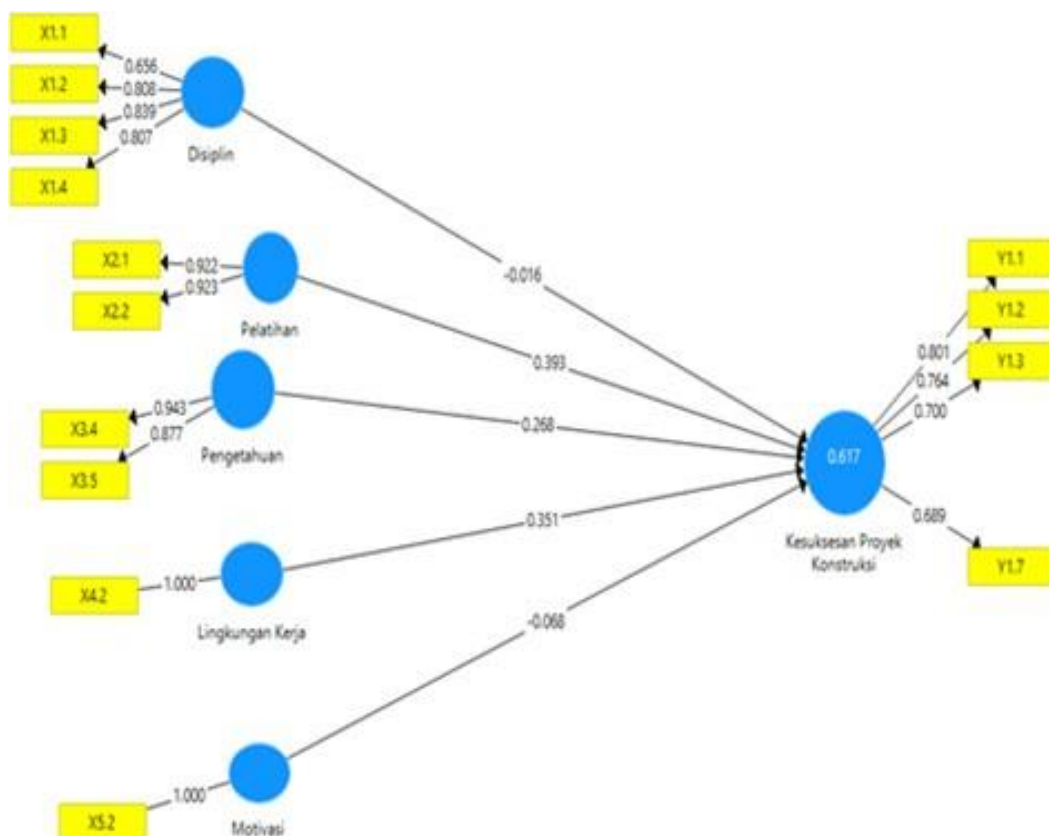 X1.1
0.656
X1.2
0.808
X1.3
0.839
0.807
X1.4
Disiplin
-0.016
X2.1
0.922
X2.2
0.923
Pelatihan
0.393
X3.4
0.943
X3.5
0.877
Pengetahuan
0.268
X4.2
1.000
Lingkungan Kerja
0.351
X5.2
1.000
Motivasi
-0.068
0.617
Kesuksesan Proyek
Konstruksi
Y1.1
0.801
Y1.2
0.764
Y1.3
0.700
0.689
Y1.7